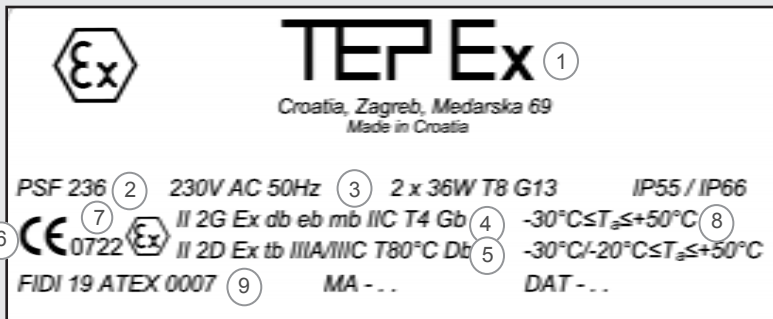 Ex
TEP Ex 1
Croatia, Zagreb, Medarska 69
Made in Croatia
PSF 236 2 230V AC 50Hz 3 2 x 36W T8 G13 IP55 / IP66
6 CE 0722 7 Ex II 2G Ex db eb mb IIC T4 Gb 4 -30°C≤Tₐ≤+50°C 8
II 2D Ex tb IIIA/IIIC T80°C Db 5 -30°C/-20°C≤Tₐ≤+50°C
FIDI 19 ATEX 0007 9 MA - . . DAT - . .